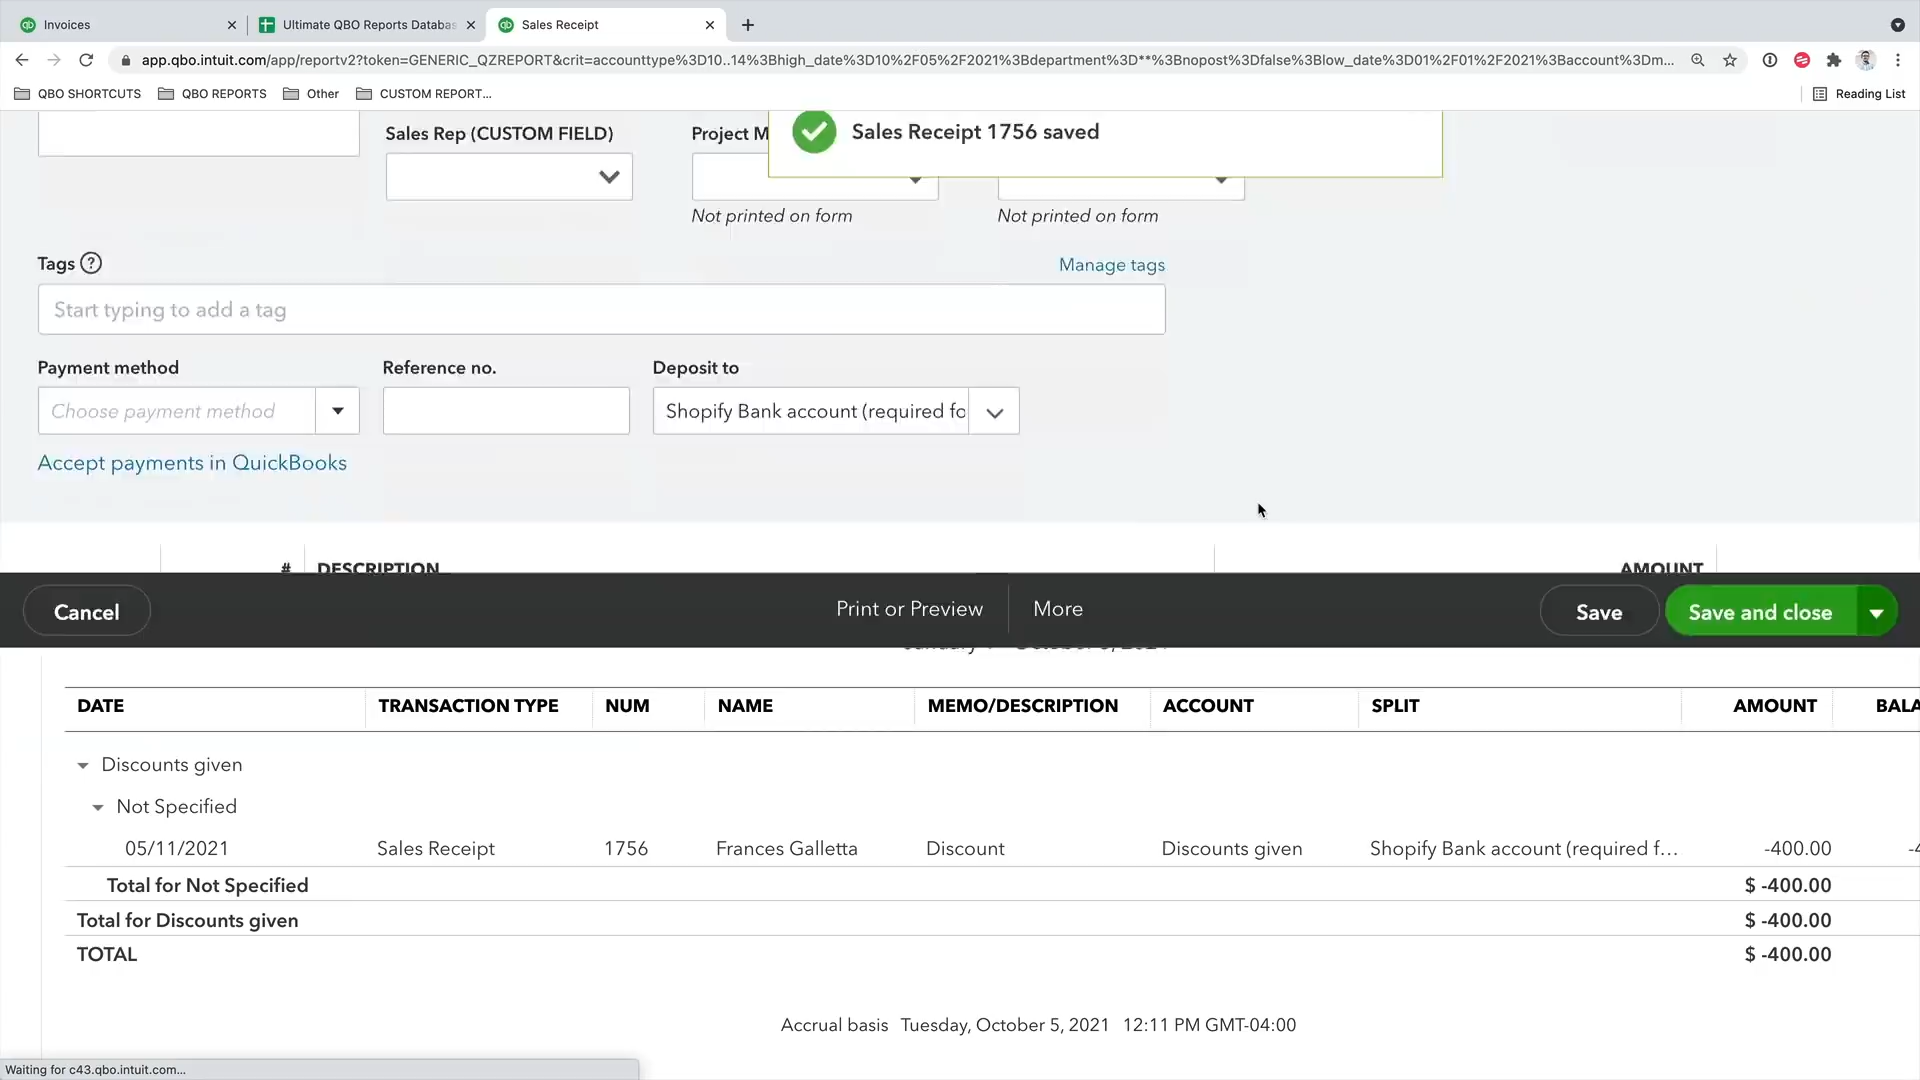 Invoices
Ultimate QBO Reports Databas
Sales Receipt
app.qbo.intuit.com/app/reportv2?token=GENERIC_QZREPORT&crit=accounttype%3D10..14%3Bhigh_date%3D10%2F05%2F2021%3Bdepartment%3D**%3Bnopost%3Dfalse%3Blow_date%3D01%2F01%2F2021%3Baccount%3Dm...
QBO SHORTCUTS QBO REPORTS Other CUSTOM REPORT... Reading List
Sales Receipt 1756 saved
Sales Rep (CUSTOM FIELD) Project M
Not printed on form Not printed on form
Tags ? Manage tags
Start typing to add a tag
Payment method Reference no. Deposit to
Choose payment method Shopify Bank account (required fo
Accept payments in QuickBooks
# DESCRIPTION AMOUNT
Cancel Print or Preview More Save Save and close
DATE TRANSACTION TYPE NUM NAME MEMO/DESCRIPTION ACCOUNT SPLIT AMOUNT BALA
Discounts given
Not Specified
05/11/2021 Sales Receipt 1756 Frances Galletta Discount Discounts given Shopify Bank account (required f... -400.00 -4
Total for Not Specified $ -400.00
Total for Discounts given $ -400.00
TOTAL $ -400.00
Accrual basis Tuesday, October 5, 2021 12:11 PM GMT-04:00
Waiting for c43.qbo.intuit.com...